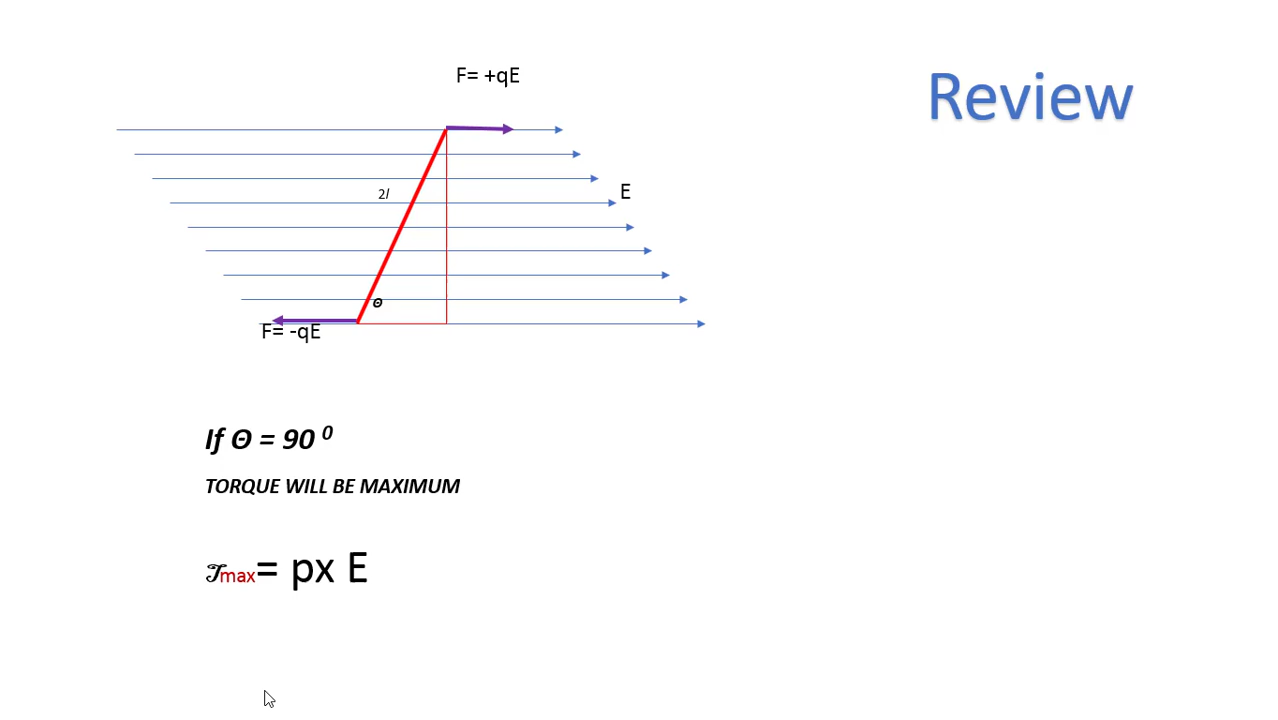 F= +qE
Review
2l
E
Θ
F= -qE
If Θ = 90 ⁰
TORQUE WILL BE MAXIMUM
𝒯max= px E